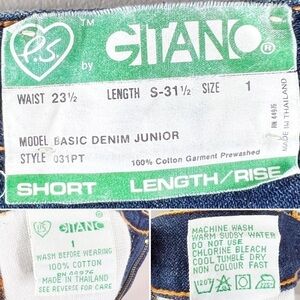 P.S. TM
by GITANO ®
WAIST 23½ LENGTH S-31½ SIZE 1
MODEL BASIC DENIM JUNIOR
STYLE 031PT
100% Cotton Garment Prewashed
RN 44976
MADE IN THAILAND
SHORT LENGTH/RISE
GITANO
1
WASH BEFORE WEARING
100% COTTON
RN 44976
MADE IN THAILAND
SEE REVERSE FOR CARE
MACHINE WASH
WARM SUDSY WATER
DO NOT USE
CHLORINE BLEACH
COOL TUMBLE DRY
NON COLOUR FAST